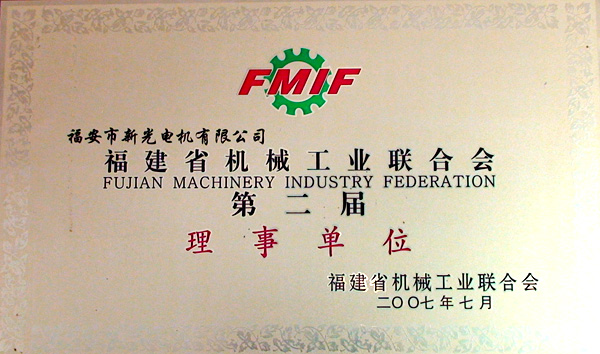 FMIF
福安市新光电机有限公司
福建省机械工业联合会
FUJIAN MACHINERY INDUSTRY FEDERATION
第二届
理事单位
福建省机械工业联合会
二〇〇七年七月